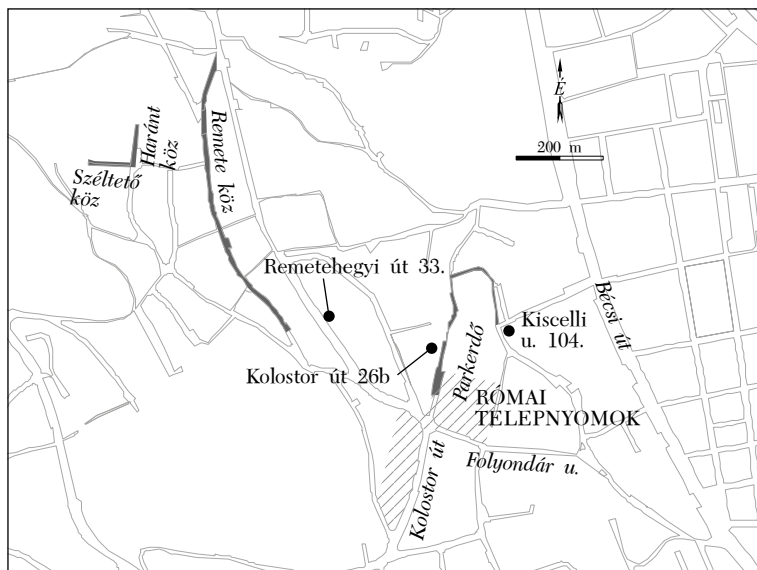 É
200 m
Haránt
köz
Széltető
köz
Remete köz
Remetehegyi út 33.
Bécsi út
Kiscelli
u. 104.
Kolostor út 26b
Parkerdő
RÓMAI
TELEPNYOMOK
Folyondár u.
Kolostor út